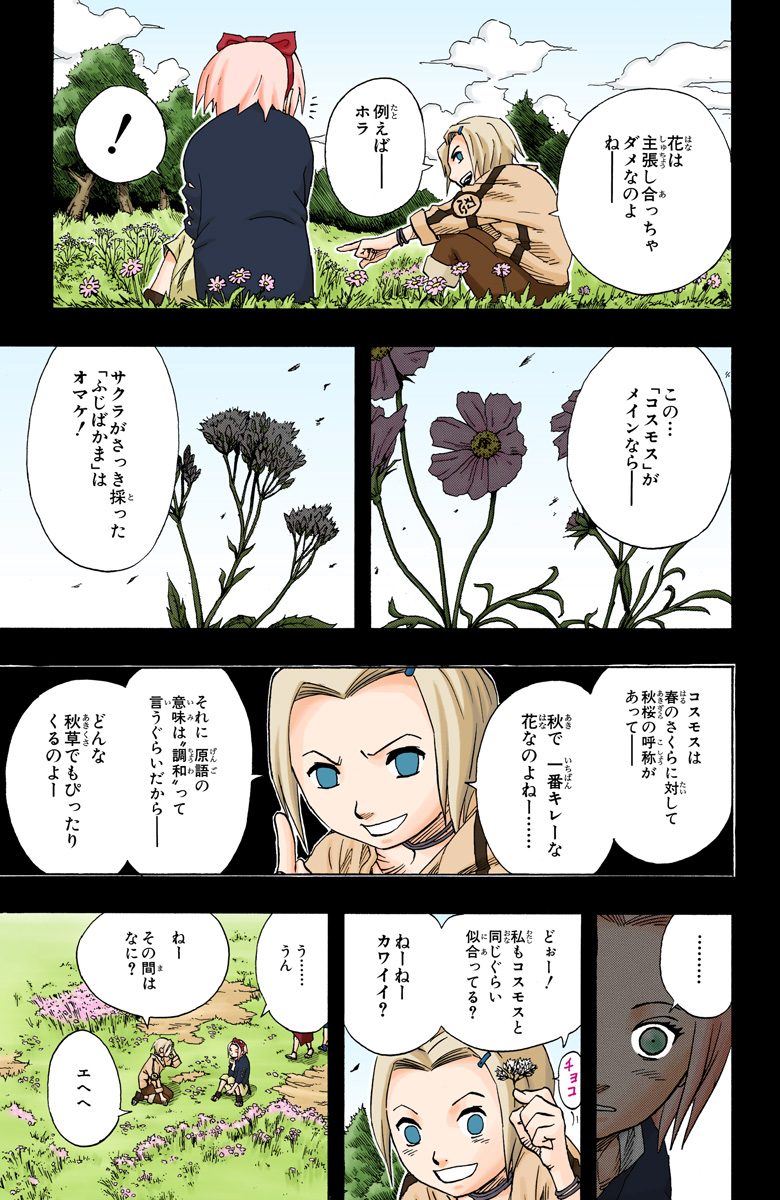 花は
主張し合っちゃ
ダメなのよ
ねー
例えば
ホラ
!
この…
「コスモス」が
メインならー
サクラがさっき採った
「ふじばかま」は
オマケ!
コスモスは
春のさくらに対して
秋桜の呼称が
あってー
秋で 一番キレーな
花なのよね………
それに 原語の
意味は〝調和〟って
言うぐらいだからー
どんな
秋草でもぴったり
くるのよー
………
どぉー!
私もコスモスと
同じぐらい
似合ってる?
ねーねー
カワイイ?
チョコ
う……
うん
ねー
その間は
なに?
エヘヘ